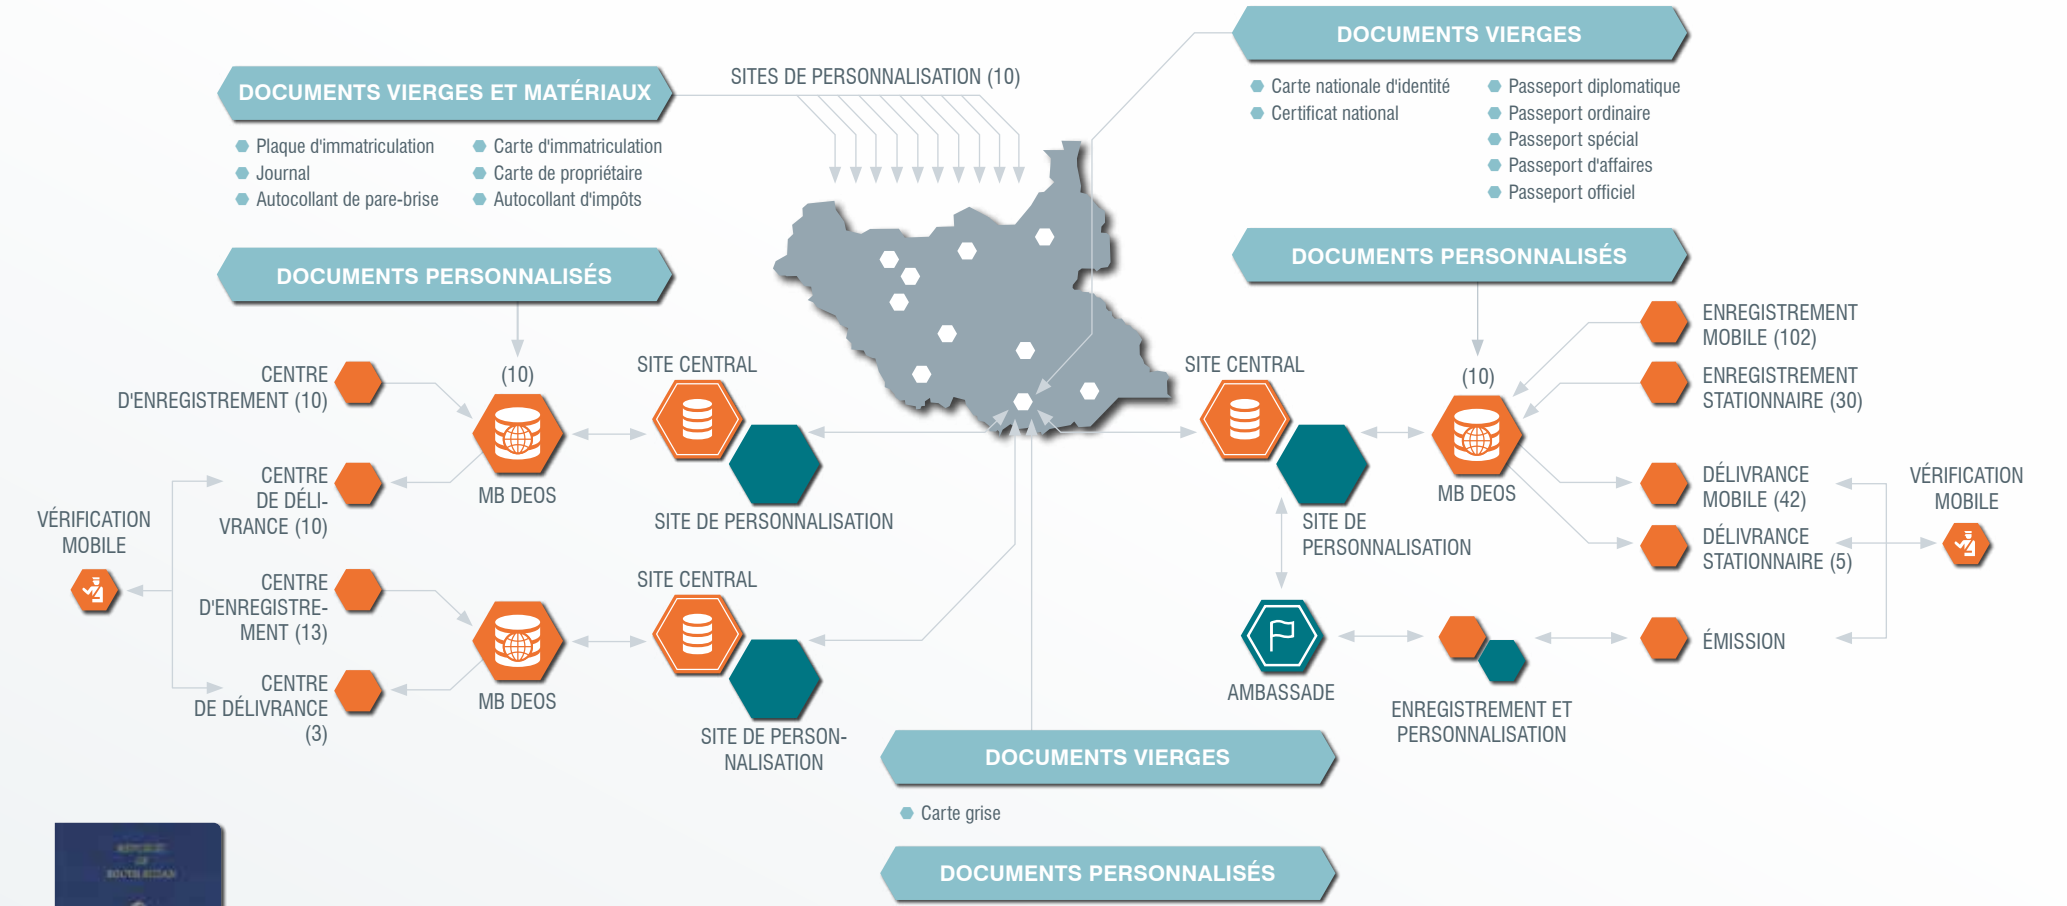 DOCUMENTS VIERGES ET MATÉRIAUX
Plaque d'immatriculation
Journal
Autocollant de pare-brise
Carte d'immatriculation
Carte de propriétaire
Autocollant d'impôts
SITES DE PERSONNALISATION (10)
DOCUMENTS VIERGES
Carte nationale d'identité
Certificat national
Passeport diplomatique
Passeport ordinaire
Passeport spécial
Passeport d'affaires
Passeport officiel
DOCUMENTS PERSONNALISÉS
(10)
CENTRE
D'ENREGISTREMENT (10)
CENTRE
DE DÉLI-
VRANCE (10)
MB DEOS
SITE CENTRAL
SITE DE PERSONNALISATION
VÉRIFICATION
MOBILE
CENTRE
D'ENREGISTRE-
MENT (13)
CENTRE
DE DÉLIVRANCE
(3)
MB DEOS
SITE CENTRAL
SITE DE PERSON-
NALISATION
DOCUMENTS PERSONNALISÉS
SITE CENTRAL
SITE DE
PERSONNALISATION
(10)
MB DEOS
ENREGISTREMENT
MOBILE (102)
ENREGISTREMENT
STATIONNAIRE (30)
DÉLIVRANCE
MOBILE (42)
DÉLIVRANCE
STATIONNAIRE (5)
VÉRIFICATION
MOBILE
AMBASSADE
ENREGISTREMENT ET
PERSONNALISATION
ÉMISSION
DOCUMENTS VIERGES
Carte grise
DOCUMENTS PERSONNALISÉS
REPUBLIC
OF
SOUTH SUDAN